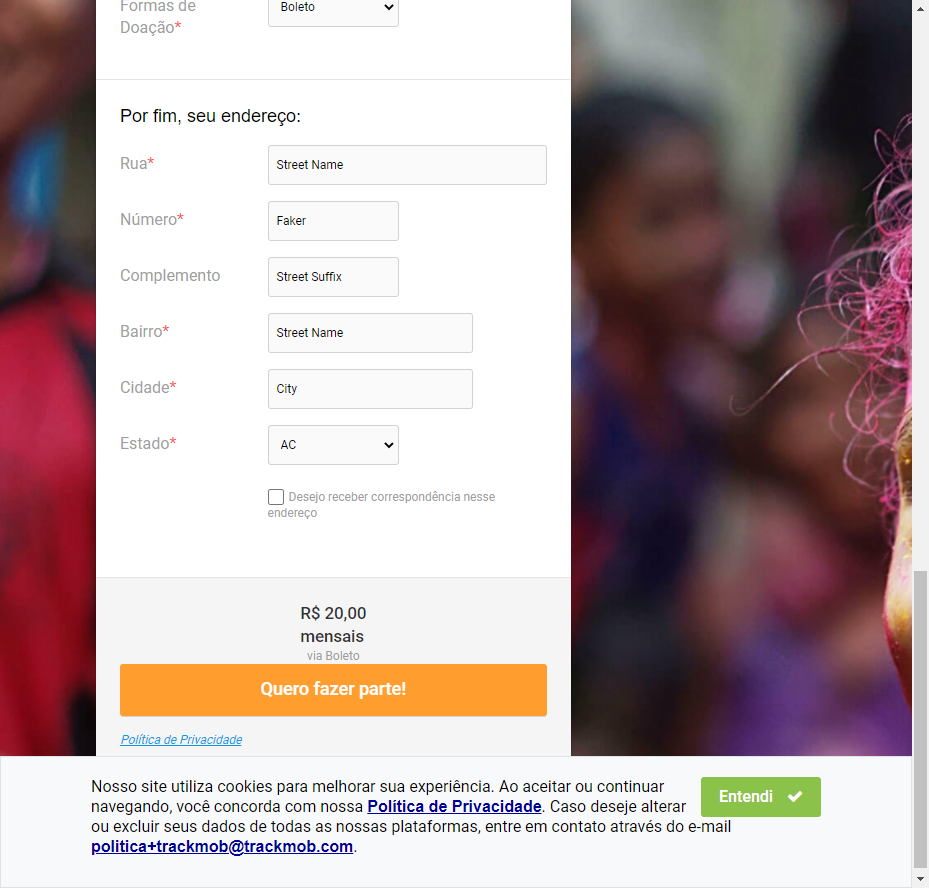 Formas de
Doação*
Boleto
Por fim, seu endereço:
Rua*
Street Name
Número*
Faker
Complemento
Street Suffix
Bairro*
Street Name
Cidade*
City
Estado*
AC
Desejo receber correspondência nesse
endereço
R$ 20,00
mensais
via Boleto
Quero fazer parte!
Política de Privacidade
Nosso site utiliza cookies para melhorar sua experiência. Ao aceitar ou continuar
navegando, você concorda com nossa Política de Privacidade. Caso deseje alterar
ou excluir seus dados de todas as nossas plataformas, entre em contato através do e-mail
politica+trackmob@trackmob.com.
Entendi